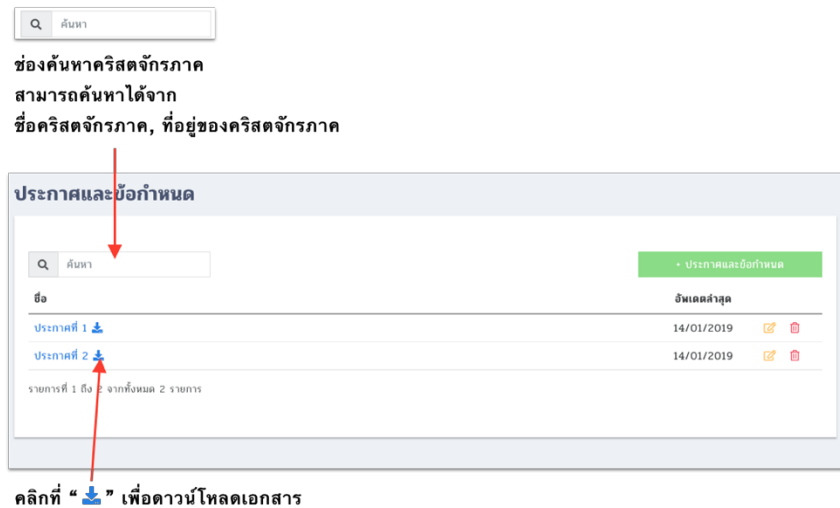 ค้นหา
ช่องค้นหาคริสตจักรภาค
สามารถค้นหาได้จาก
ชื่อคริสตจักรภาค, ที่อยู่ของคริสตจักรภาค
ประกาศและข้อกำหนด
ค้นหา
+ ประกาศและข้อกำหนด
ชื่อ อัพเดตล่าสุด
ประกาศที่ 1 14/01/2019
ประกาศที่ 2 14/01/2019
รายการที่ 1 ถึง 2 จากทั้งหมด 2 รายการ
คลิกที่ “ ” เพื่อดาวน์โหลดเอกสาร